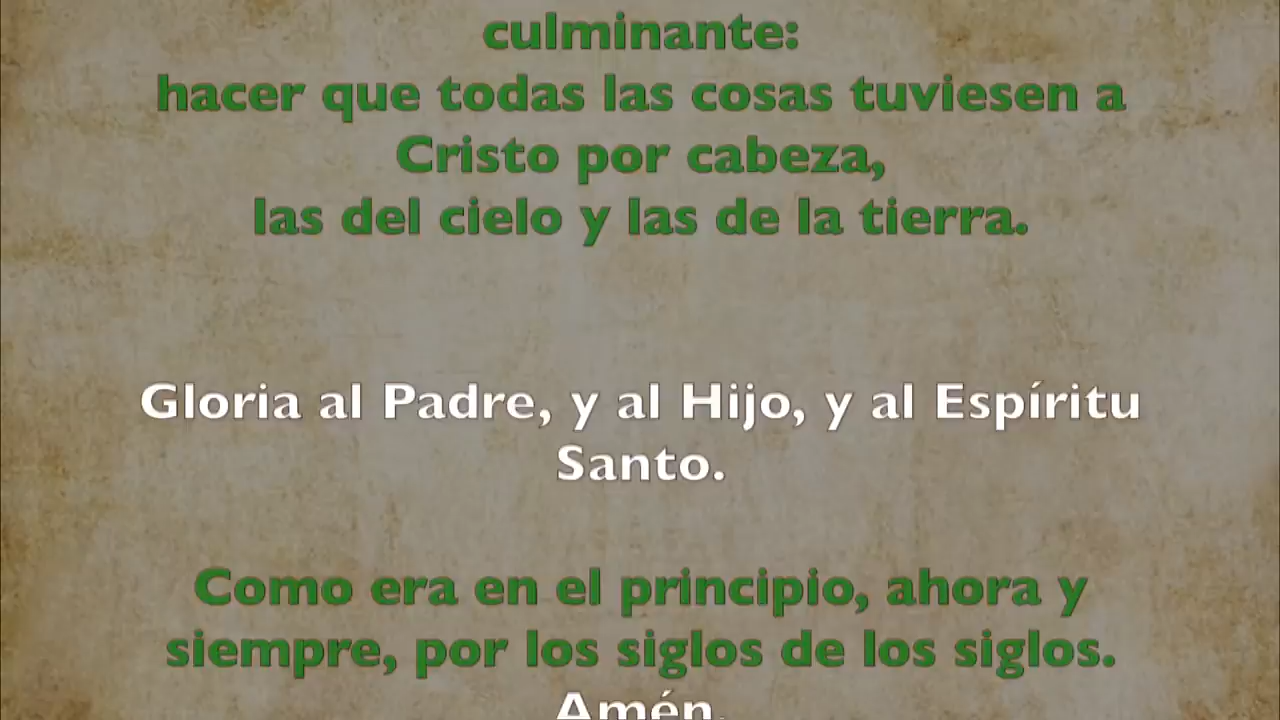 culminante:
hacer que todas las cosas tuviesen a
Cristo por cabeza,
las del cielo y las de la tierra.
Gloria al Padre, y al Hijo, y al Espíritu
Santo.
Como era en el principio, ahora y
siempre, por los siglos de los siglos.
Amén.